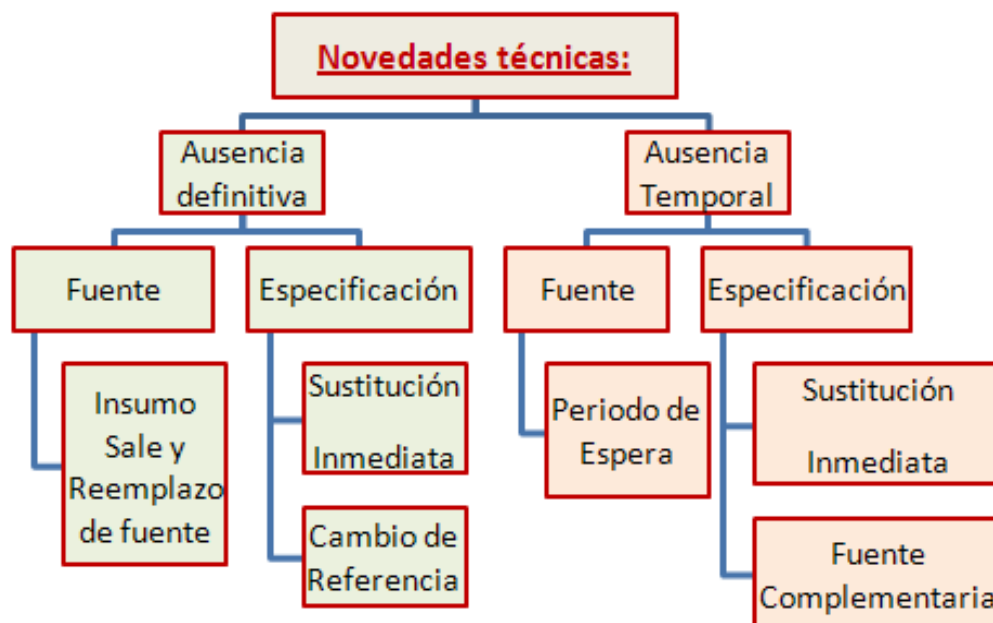 Novedades técnicas:
Ausencia
definitiva
Ausencia
Temporal
Fuente
Especificación
Fuente
Especificación
Insumo
Sale y
Reemplazo
de fuente
Sustitución
Inmediata
Cambio de
Referencia
Periodo de
Espera
Sustitución
Inmediata
Fuente
Complementaria